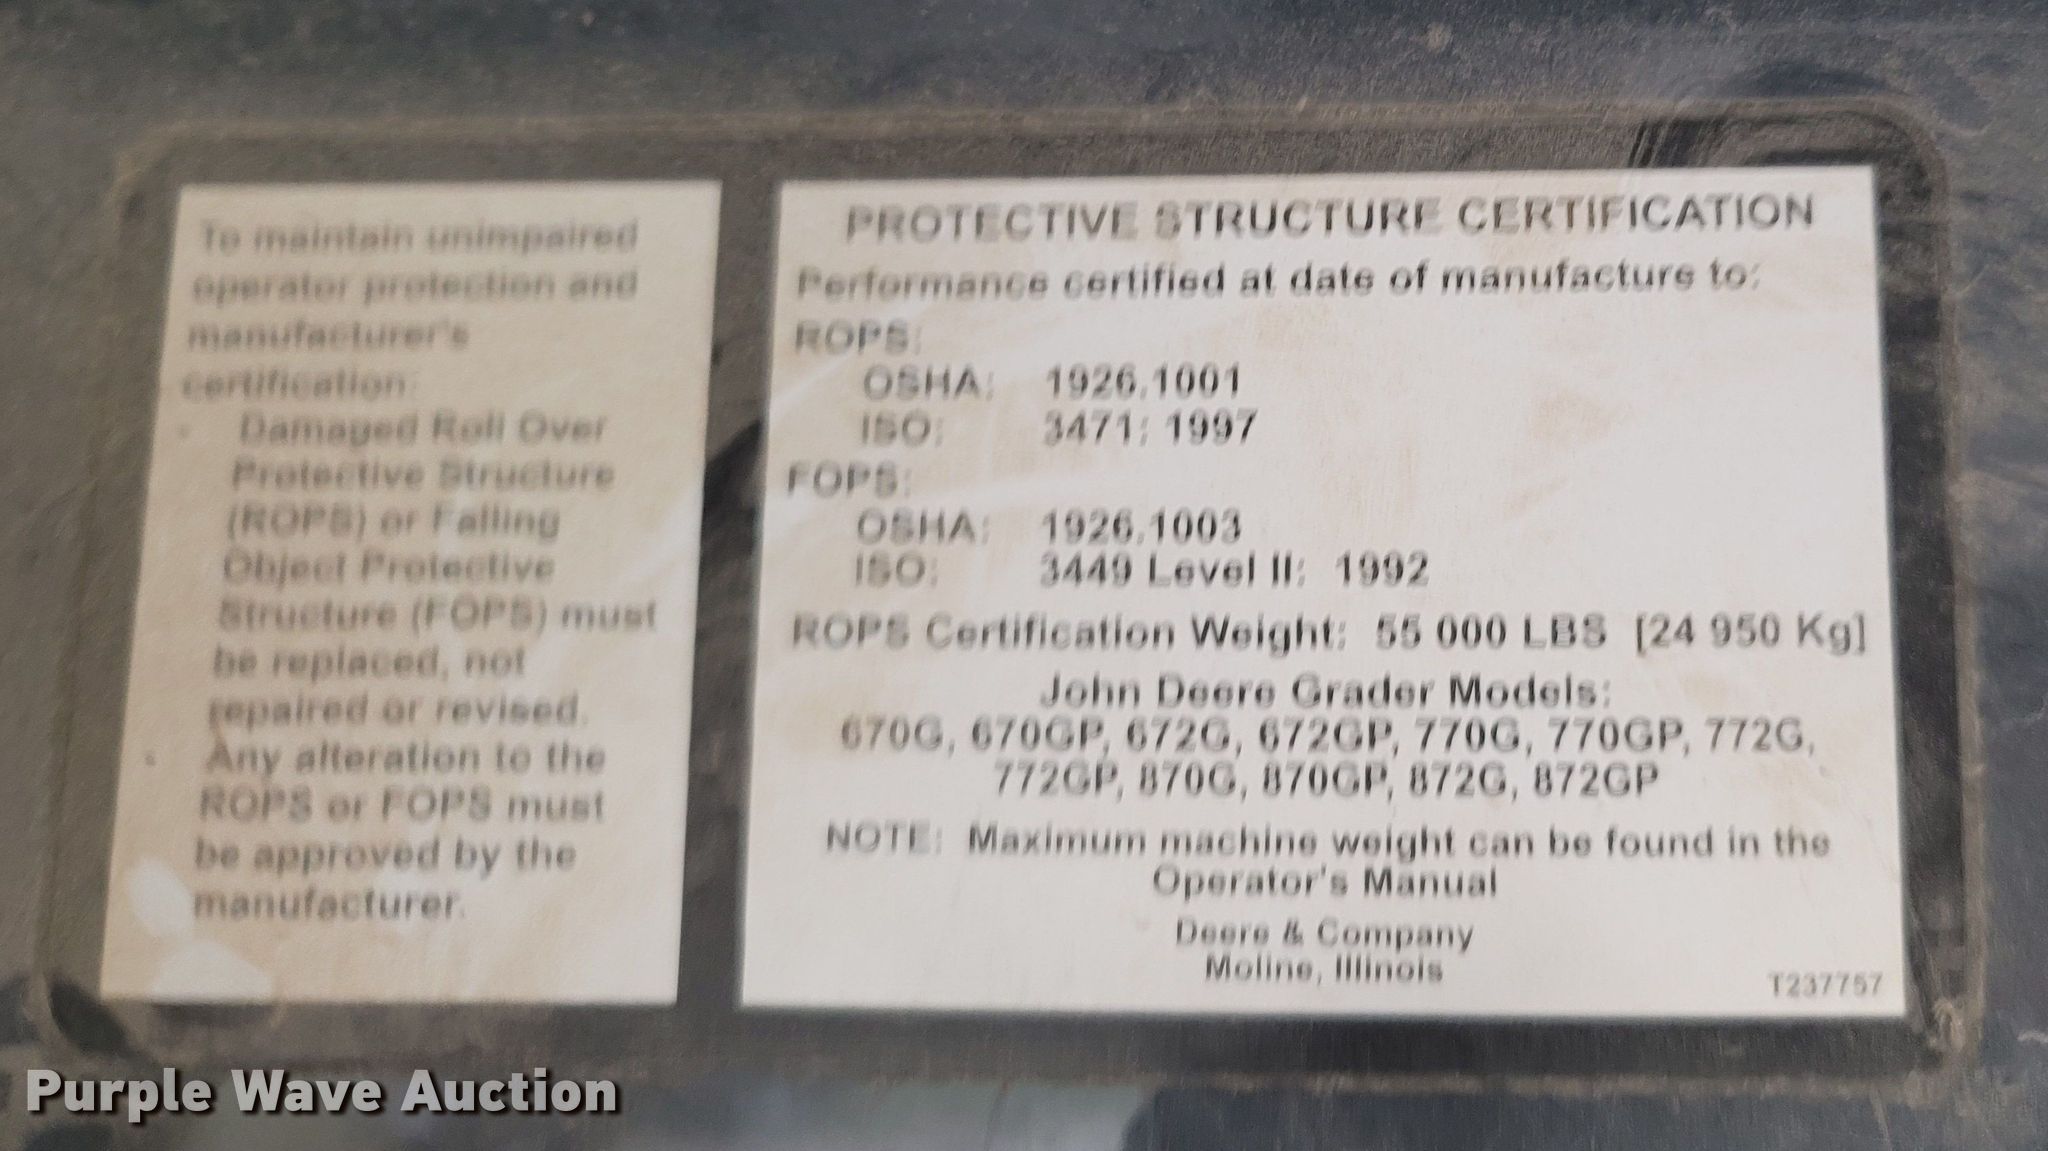 To maintain unimpaired
operator protection and
manufacturer's
certification:
- Damaged Roll Over
Protective Structure
(ROPS) or Falling
Object Protective
Structure (FOPS) must
be replaced, not
repaired or revised.
- Any alteration to the
ROPS or FOPS must
be approved by the
manufacturer.
PROTECTIVE STRUCTURE CERTIFICATION
Performance certified at date of manufacture to:
ROPS:
OSHA: 1926.1001
ISO: 3471; 1997
FOPS:
OSHA: 1926.1003
ISO: 3449 Level II: 1992
ROPS Certification Weight: 55 000 LBS [24 950 Kg]
John Deere Grader Models:
670G, 670GP, 672G, 672GP, 770G, 770GP, 772G,
772GP, 870G, 870GP, 872G, 872GP
NOTE: Maximum machine weight can be found in the
Operator's Manual
Deere & Company
Moline, Illinois
T237757
Purple Wave Auction